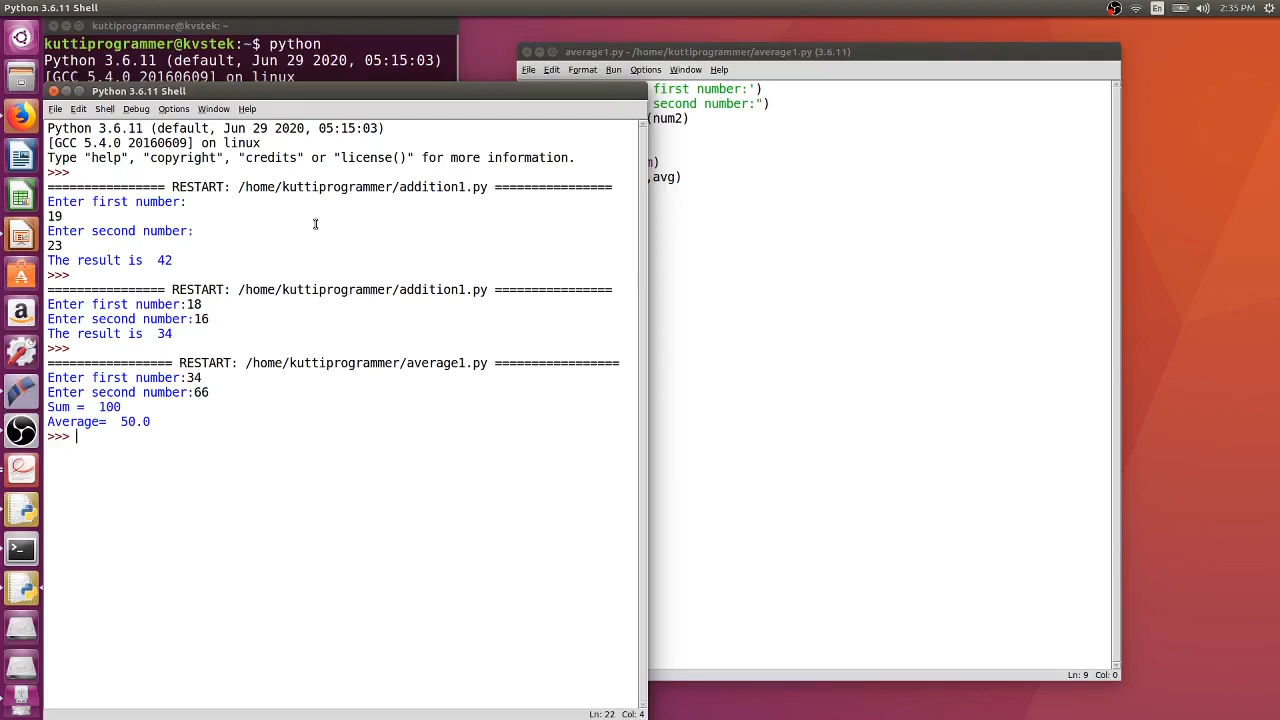 Python 3.6.11 Shell
En
2:35 PM
kuttiprogrammer@kvstek: ~
kuttiprogrammer@kvstek:~$ python
Python 3.6.11 (default, Jun 29 2020, 05:15:03)
[GCC 5.4.0 20160609] on linux
Python 3.6.11 Shell
File Edit Shell Debug Options Window Help
Python 3.6.11 (default, Jun 29 2020, 05:15:03)
[GCC 5.4.0 20160609] on linux
Type "help", "copyright", "credits" or "license()" for more information.
>>>
================ RESTART: /home/kuttiprogrammer/addition1.py ================
Enter first number:
19
Enter second number:
23
The result is  42
>>>
================ RESTART: /home/kuttiprogrammer/addition1.py ================
Enter first number:18
Enter second number:16
The result is  34
>>>
================= RESTART: /home/kuttiprogrammer/average1.py =================
Enter first number:34
Enter second number:66
Sum =  100
Average=  50.0
>>>
Ln: 22 Col: 4
average1.py - /home/kuttiprogrammer/average1.py (3.6.11)
File Edit Format Run Options Window Help
first number:')
second number:")
(num2)
m)
,avg)
Ln: 9 Col: 0